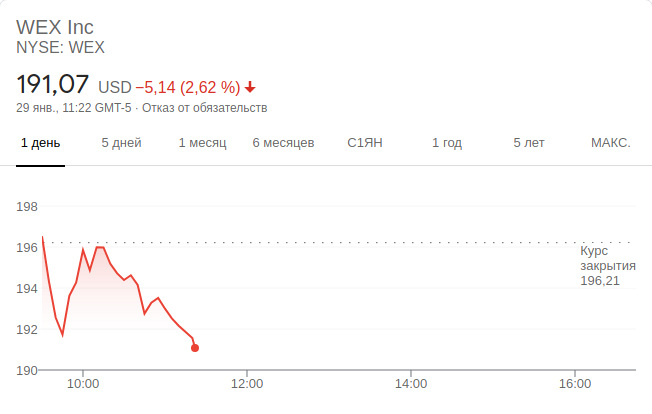 WEX Inc
NYSE: WEX
191,07 USD −5,14 (2,62 %)
29 янв., 11:22 GMT-5 · Отказ от обязательств
1 день 5 дней 1 месяц 6 месяцев С1ЯН 1 год 5 лет МАКС.
198
196
Курс
закрытия
196,21
194
192
190
10:00 12:00 14:00 16:00